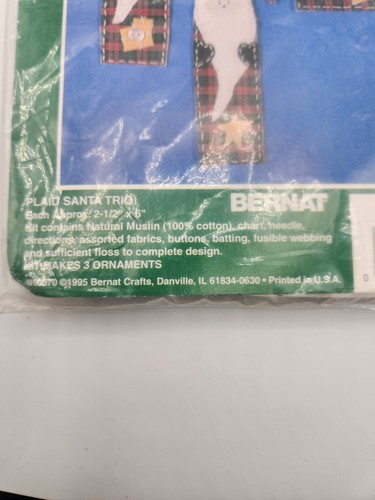 PLAID SANTA TRIO
BERNAT
Each Approx. 2-1/2" x 6"
Kit contains Natural Muslin (100% cotton), chart, needle,
directions, assorted fabrics, buttons, batting, fusible webbing
and sufficient floss to complete design.
KIT MAKES 3 ORNAMENTS
©1995 Bernat Crafts, Danville, IL 61834-0630 • Printed in U.S.A.
0